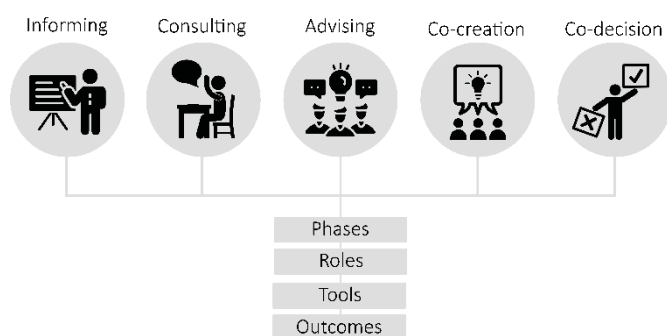 Informing
Consulting
Advising
Co-creation
Co-decision
Phases
Roles
Tools
Outcomes